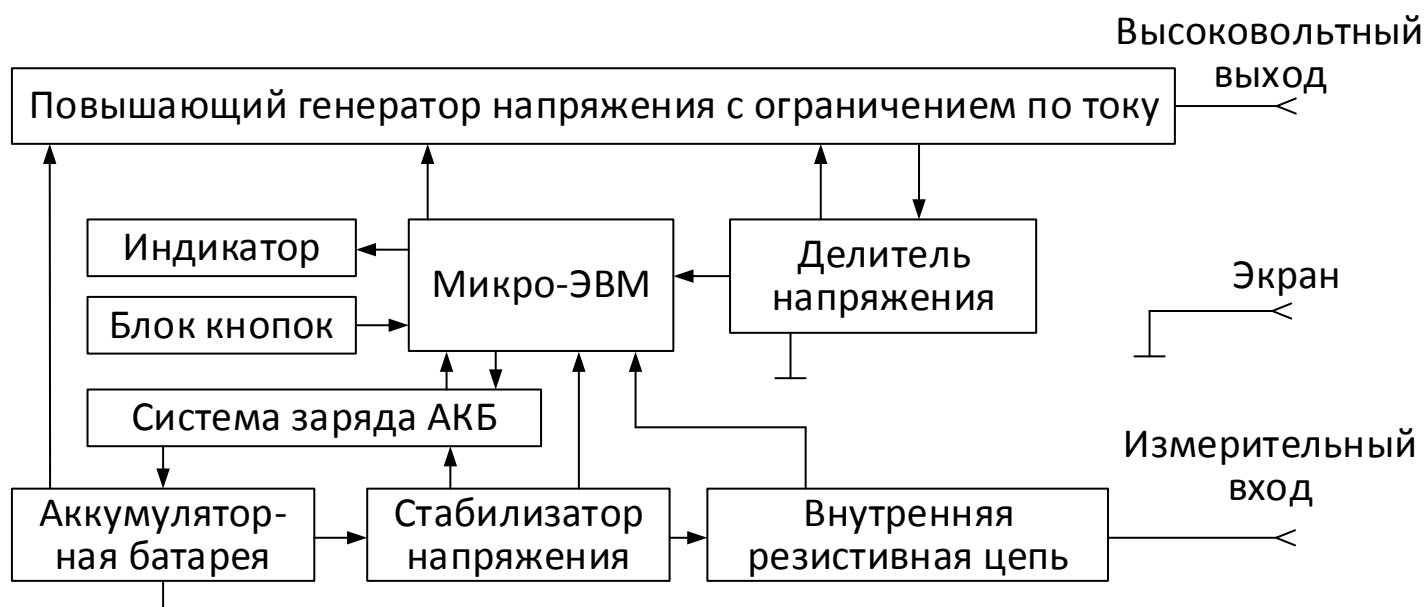 Высоковольтный
выход
Повышающий генератор напряжения с ограничением по току
Индикатор
Микро-ЭВМ
Делитель
напряжения
Экран
Блок кнопок
Система заряда АКБ
Измерительный
вход
Аккумулятор-
ная батарея
Стабилизатор
напряжения
Внутренняя
резистивная цепь